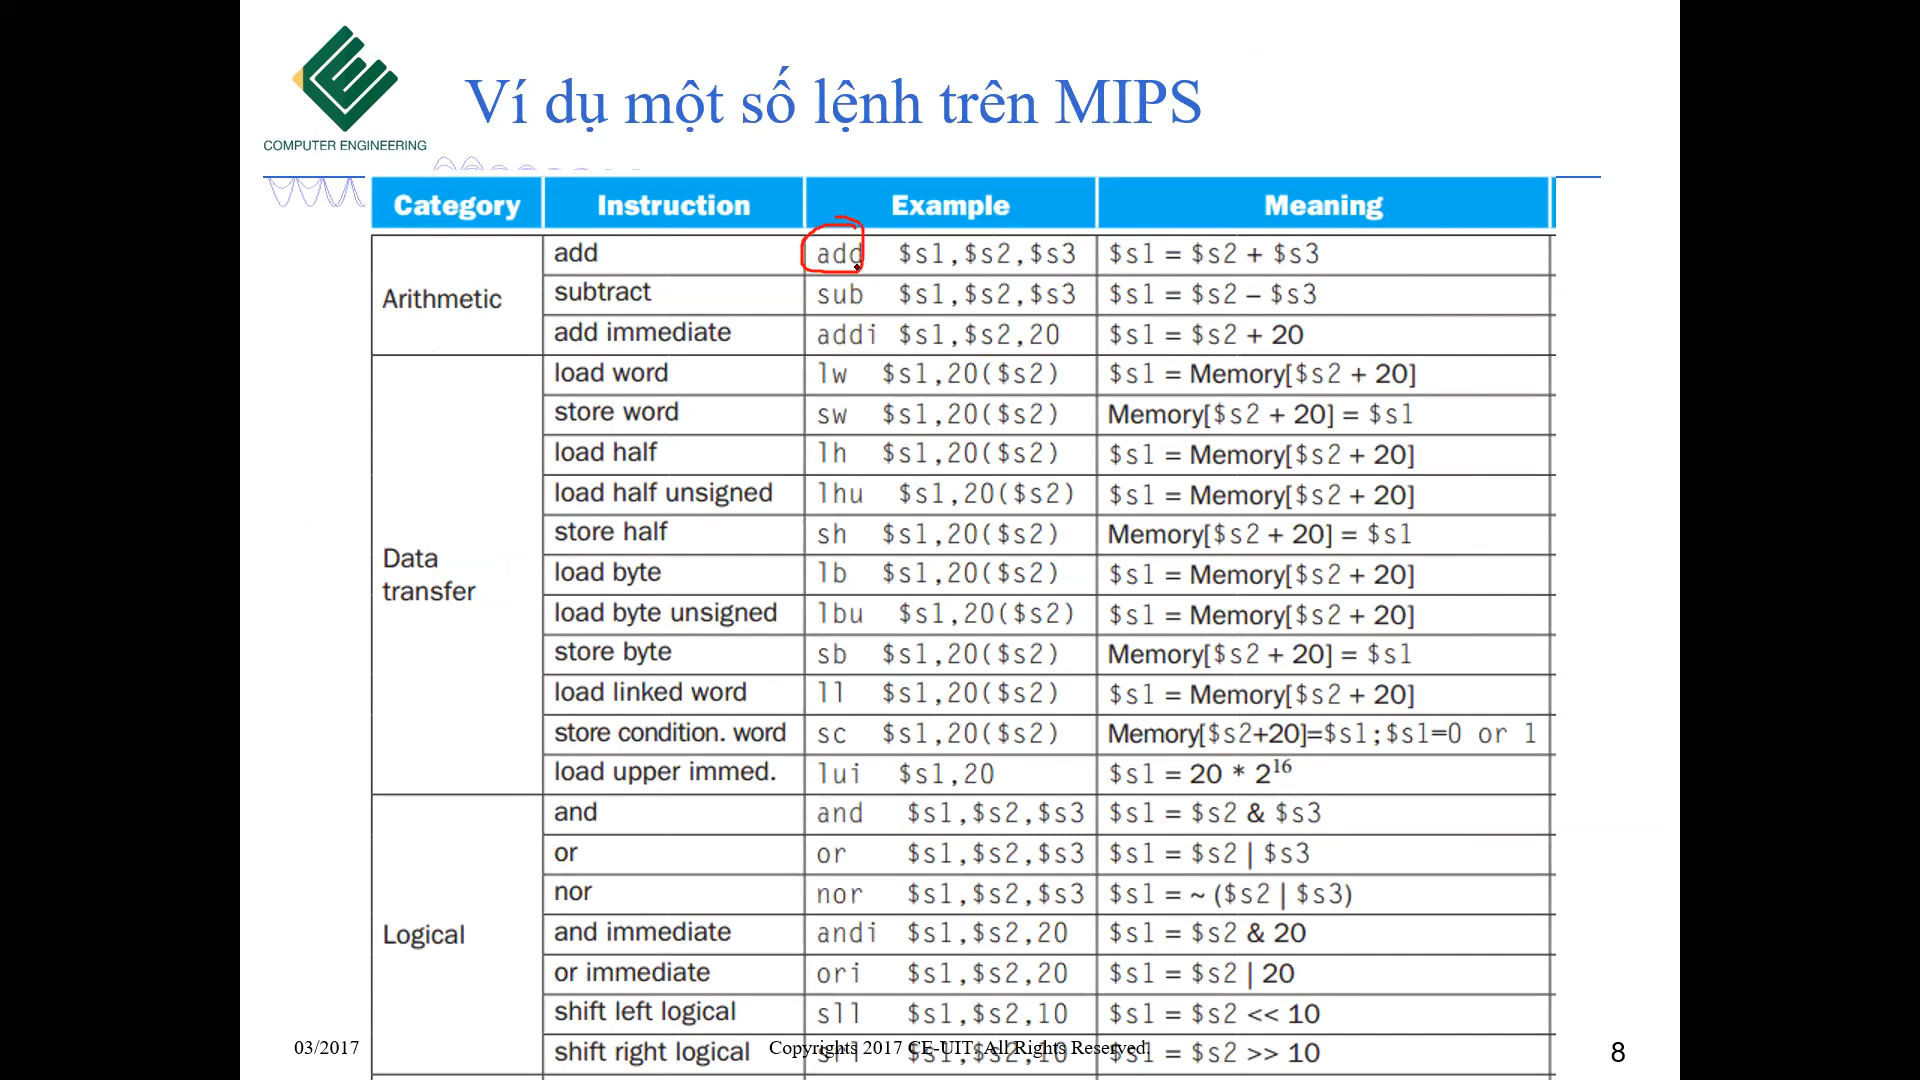 COMPUTER ENGINEERING
Ví dụ một số lệnh trên MIPS
Category Instruction Example Meaning
Arithmetic
add add $s1,$s2,$s3 $s1 = $s2 + $s3
subtract sub $s1,$s2,$s3 $s1 = $s2 – $s3
add immediate addi $s1,$s2,20 $s1 = $s2 + 20
Data
transfer
load word lw $s1,20($s2) $s1 = Memory[$s2 + 20]
store word sw $s1,20($s2) Memory[$s2 + 20] = $s1
load half lh $s1,20($s2) $s1 = Memory[$s2 + 20]
load half unsigned lhu $s1,20($s2) $s1 = Memory[$s2 + 20]
store half sh $s1,20($s2) Memory[$s2 + 20] = $s1
load byte lb $s1,20($s2) $s1 = Memory[$s2 + 20]
load byte unsigned lbu $s1,20($s2) $s1 = Memory[$s2 + 20]
store byte sb $s1,20($s2) Memory[$s2 + 20] = $s1
load linked word ll $s1,20($s2) $s1 = Memory[$s2 + 20]
store condition. word sc $s1,20($s2) Memory[$s2+20]=$s1;$s1=0 or 1
load upper immed. lui $s1,20 $s1 = 20 * 2¹⁶
Logical
and and $s1,$s2,$s3 $s1 = $s2 & $s3
or or $s1,$s2,$s3 $s1 = $s2 | $s3
nor nor $s1,$s2,$s3 $s1 = ~ ($s2 | $s3)
and immediate andi $s1,$s2,20 $s1 = $s2 & 20
or immediate ori $s1,$s2,20 $s1 = $s2 | 20
shift left logical sll $s1,$s2,10 $s1 = $s2 << 10
shift right logical srl $s1,$s2,10 $s1 = $s2 >> 10
03/2017 Copyrights 2017 CE-UIT. All Rights Reserved. 8